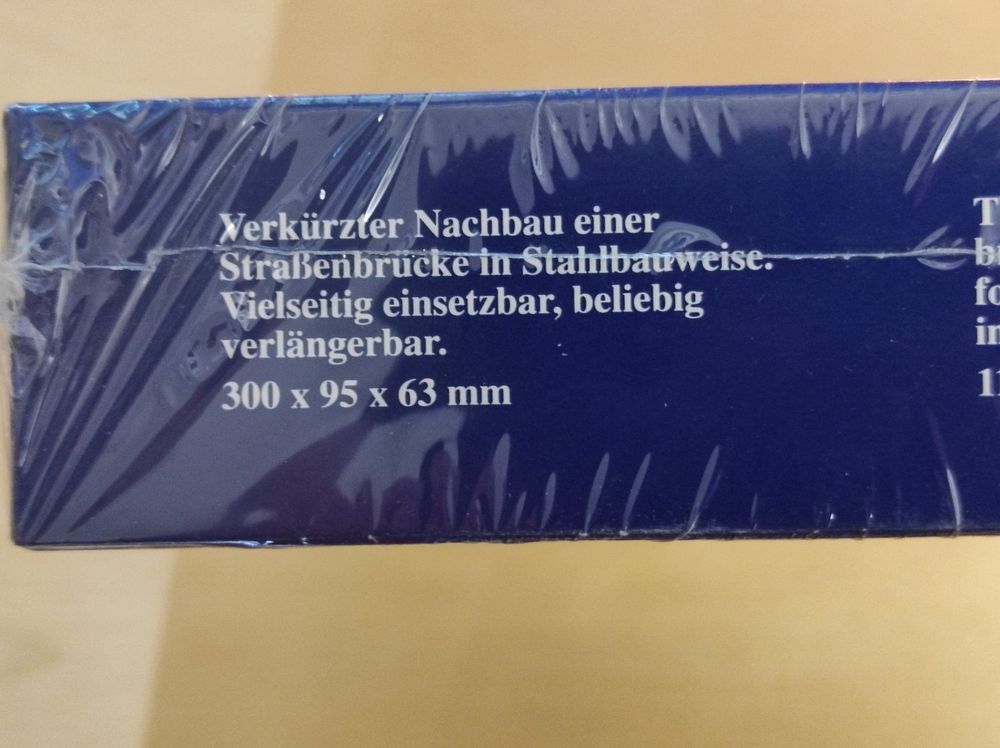 Verkürzter Nachbau einer
Straßenbrücke in Stahlbauweise.
Vielseitig einsetzbar, beliebig
verlängerbar.
300 x 95 x 63 mm